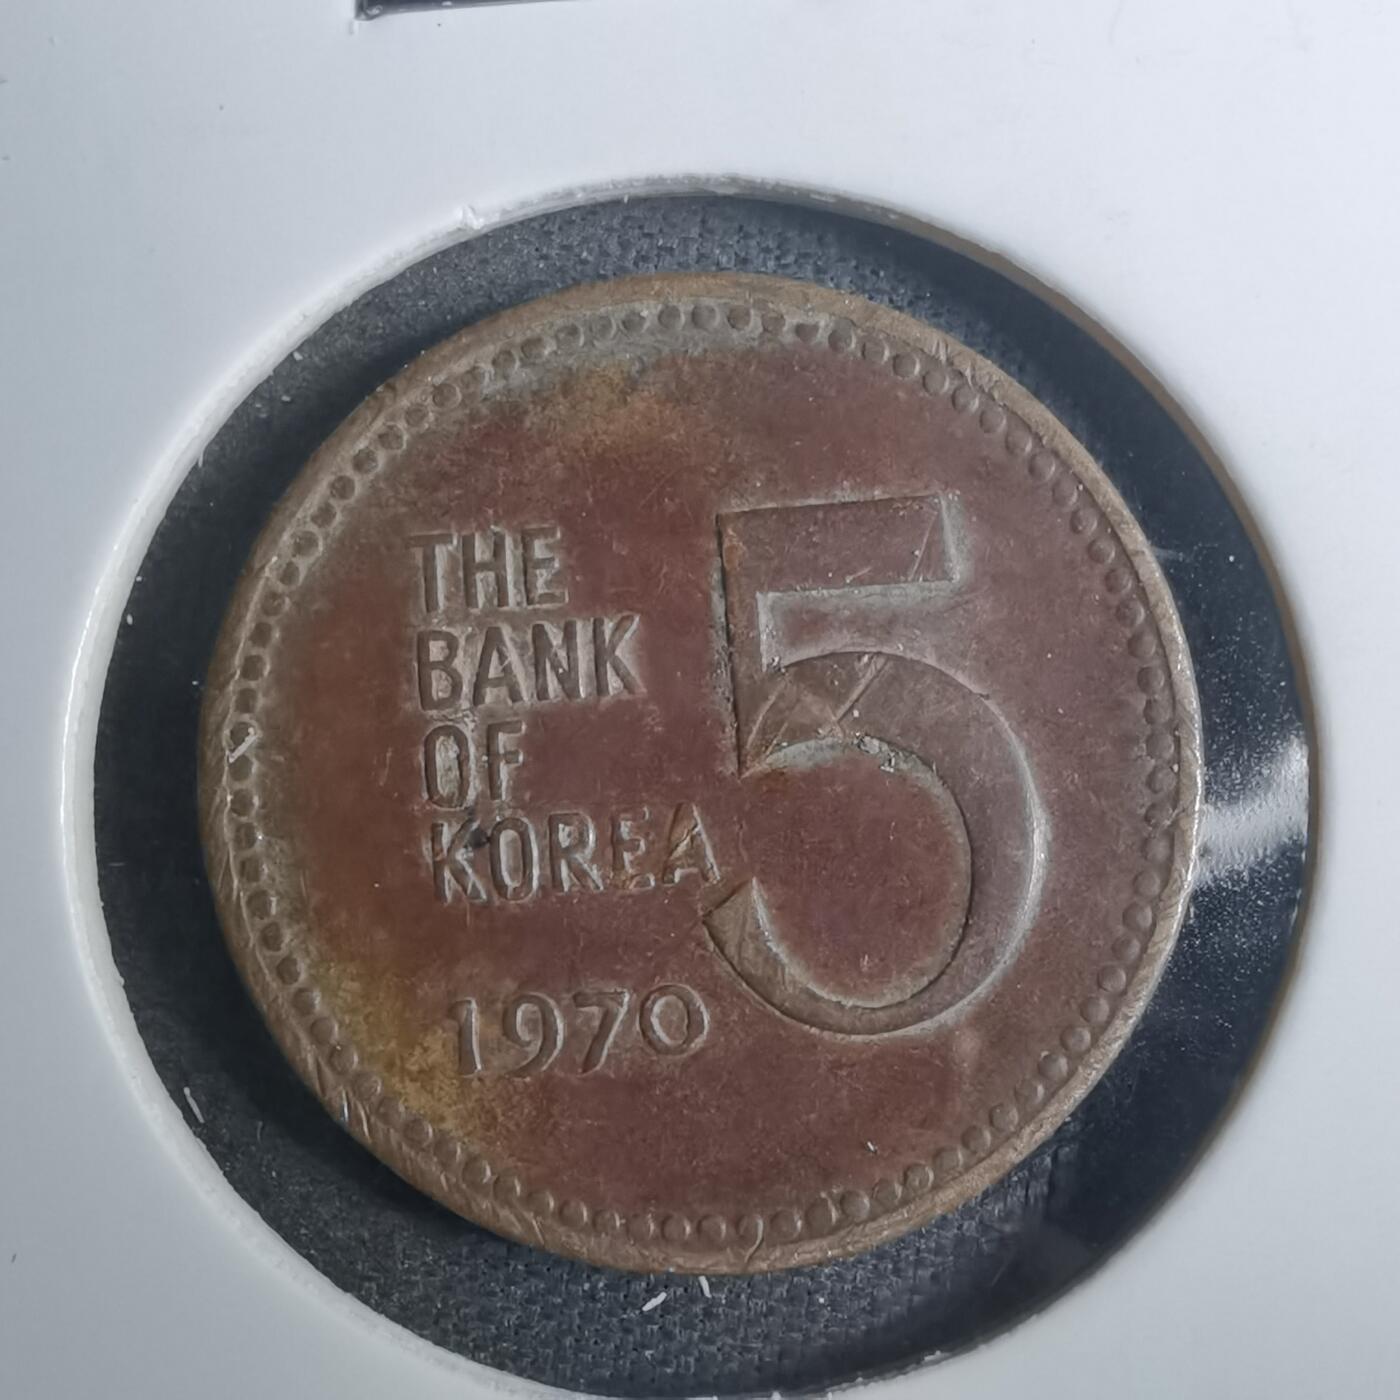 THE
BANK
OF
KOREA
1970
5